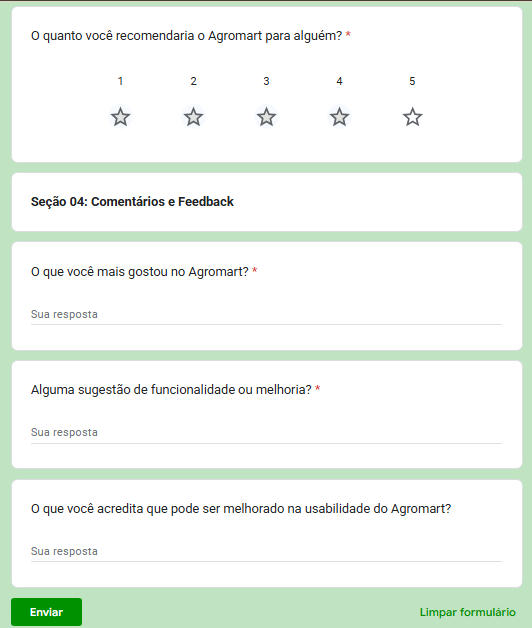 O quanto você recomendaria o Agromart para alguém? *
1 2 3 4 5
Seção 04: Comentários e Feedback
O que você mais gostou no Agromart? *
Sua resposta
Alguma sugestão de funcionalidade ou melhoria? *
Sua resposta
O que você acredita que pode ser melhorado na usabilidade do Agromart?
Sua resposta
Enviar Limpar formulário